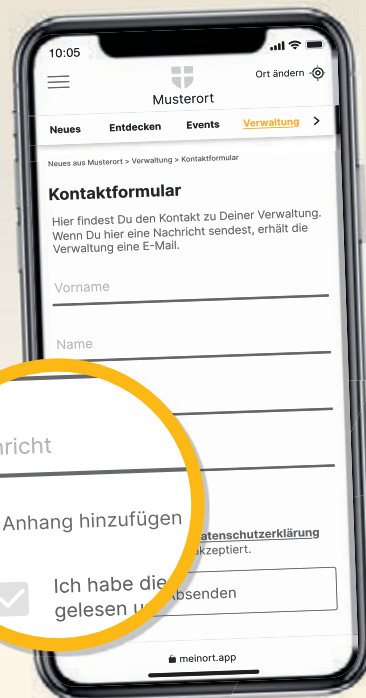 10:05
Ort ändern
Musterort
Neues Entdecken Events Verwaltung >
Neues aus Musterort > Verwaltung > Kontaktformular
Kontaktformular
Hier findest Du den Kontakt zu Deiner Verwaltung.
Wenn Du hier eine Nachricht sendest, erhält die
Verwaltung eine E-Mail.
Vorname
Name
richt
Anhang hinzufügen
atenschutzerklärung
kzeptiert.
Ich habe die
gelesen u
bsenden
meinort.app